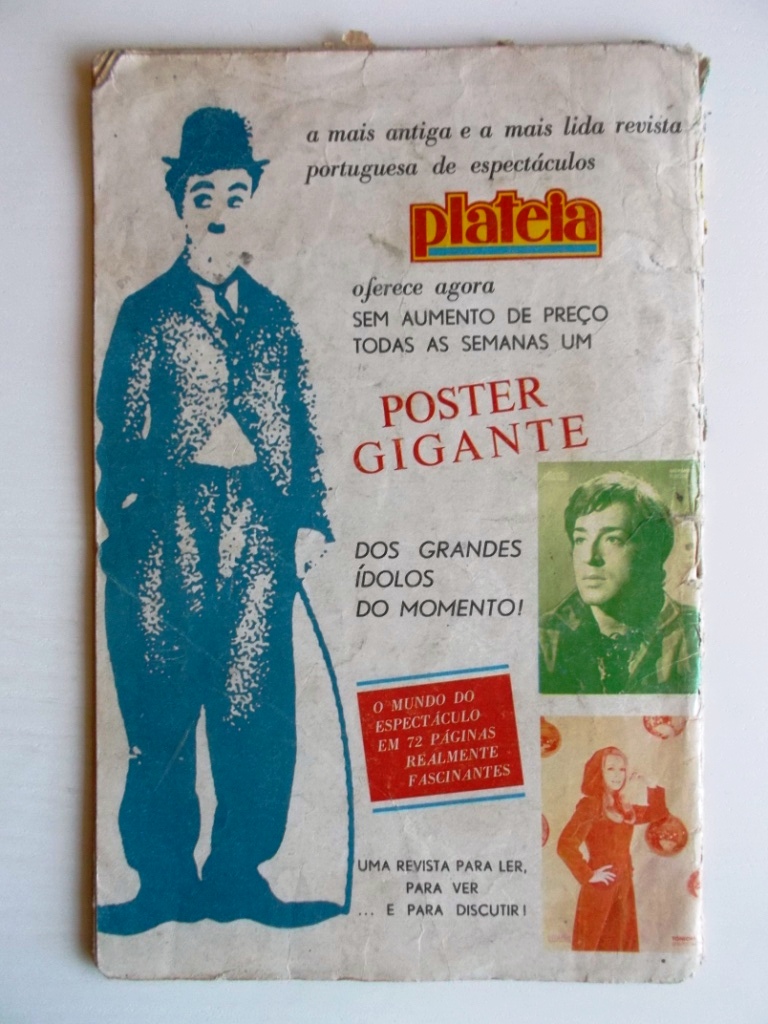 a mais antiga e a mais lida revista
portuguesa de espectáculos
plateia
oferece agora
SEM AUMENTO DE PREÇO
TODAS AS SEMANAS UM
POSTER
GIGANTE
DOS GRANDES
ÍDOLOS
DO MOMENTO!
O MUNDO DO
ESPECTÁCULO
EM 72 PÁGINAS
REALMENTE
FASCINANTES
UMA REVISTA PARA LER,
PARA VER
... E PARA DISCUTIR!